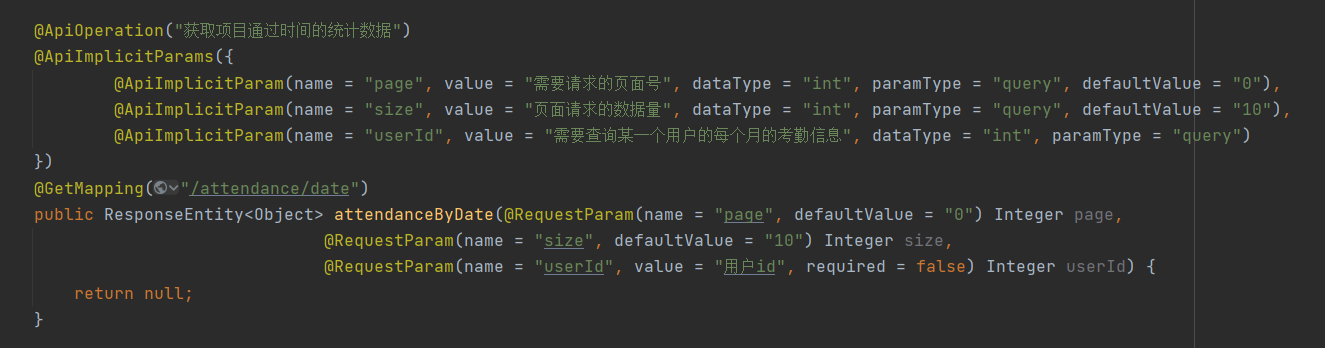 @ApiOperation("获取项目通过时间的统计数据")
@ApiImplicitParams({
@ApiImplicitParam(name = "page", value = "需要请求的页面号", dataType = "int", paramType = "query", defaultValue = "0"),
@ApiImplicitParam(name = "size", value = "页面请求的数据量", dataType = "int", paramType = "query", defaultValue = "10"),
@ApiImplicitParam(name = "userId", value = "需要查询某一个用户的每个月的考勤信息", dataType = "int", paramType = "query")
})
@GetMapping("/attendance/date")
public ResponseEntity<Object> attendanceByDate(@RequestParam(name = "page", defaultValue = "0") Integer page,
@RequestParam(name = "size", defaultValue = "10") Integer size,
@RequestParam(name = "userId", value = "用户id", required = false) Integer userId) {
return null;
}